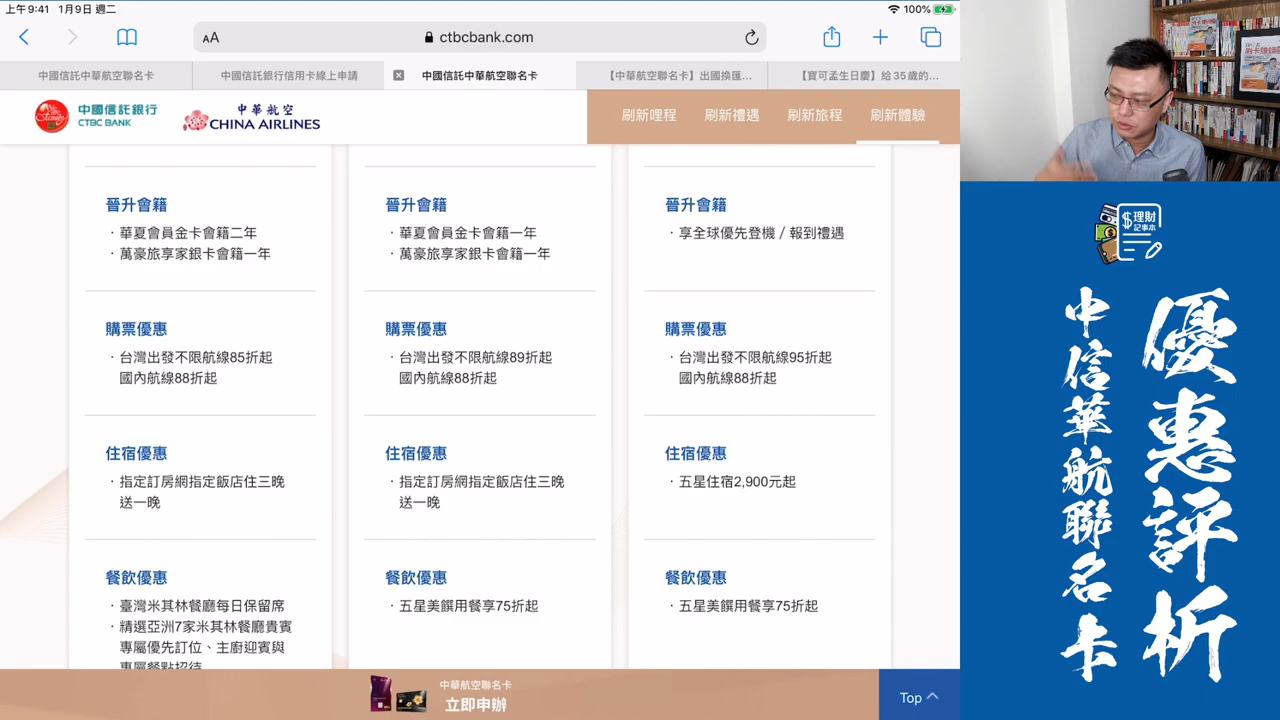 上午9:41 1月9日 週二
100%
AA
ctbcbank.com
中國信託中華航空聯名卡
中國信託銀行信用卡線上申請
中國信託中華航空聯名卡
【中華航空聯名卡】出國換匯...
【寶可孟生日慶】給35歲的...
中國信託銀行
CTBC BANK
中華航空
CHINA AIRLINES
刷新哩程
刷新禮遇
刷新旅程
刷新體驗
晉升會籍
・華夏會員金卡會籍二年
・萬豪旅享家銀卡會籍一年
購票優惠
・台灣出發不限航線85折起
國內航線88折起
住宿優惠
・指定訂房網指定飯店住三晚
送一晚
餐飲優惠
・臺灣米其林餐廳每日保留席
・精選亞洲7家米其林餐廳貴賓
專屬優先訂位、主廚迎賓與
專屬餐點招待
晉升會籍
・華夏會員金卡會籍一年
・萬豪旅享家銀卡會籍一年
購票優惠
・台灣出發不限航線89折起
國內航線88折起
住宿優惠
・指定訂房網指定飯店住三晚
送一晚
餐飲優惠
・五星美饌用餐享75折起
晉升會籍
・享全球優先登機 / 報到禮遇
購票優惠
・台灣出發不限航線95折起
國內航線88折起
住宿優惠
・五星住宿2,900元起
餐飲優惠
・五星美饌用餐享75折起
中華航空聯名卡
立即申辦
Top
$理財
記事本
優惠評析
中信華航聯名卡